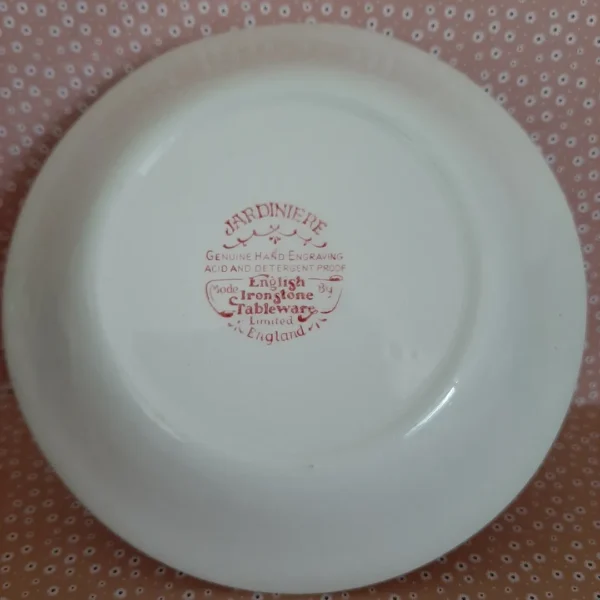 JARDINIERE
GENUINE HAND ENGRAVING
ACID AND DETERGENT PROOF
English
Made Ironstone By
Tableware
Limited
England